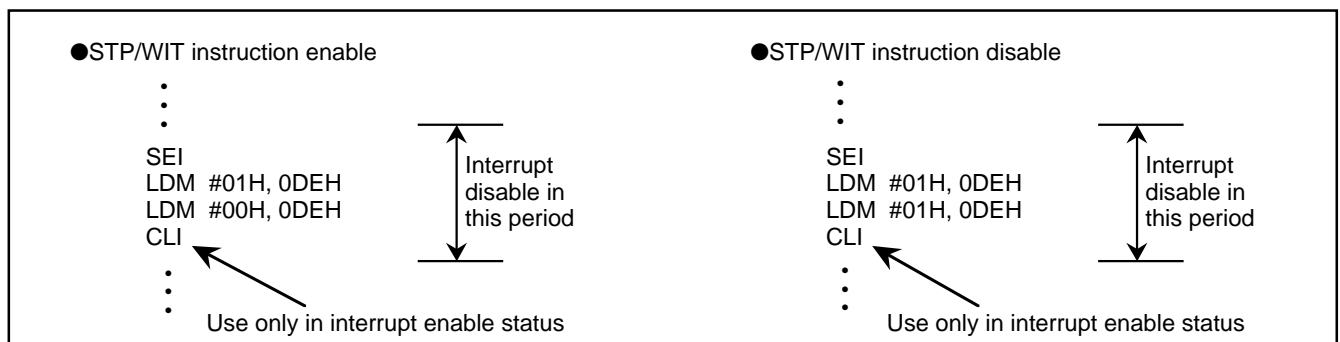 ●STP/WIT instruction enable
SEI
LDM #01H, 0DEH
LDM #00H, 0DEH
CLI
Interrupt
disable in
this period
Use only in interrupt enable status
●STP/WIT instruction disable
SEI
LDM #01H, 0DEH
LDM #01H, 0DEH
CLI
Interrupt
disable in
this period
Use only in interrupt enable status